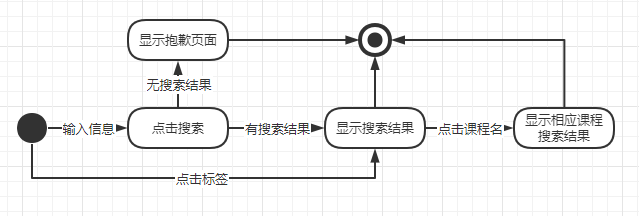 显示抱歉页面
无搜索结果
输入信息
点击搜索
有搜索结果
显示搜索结果
点击课程名
显示相应课程
搜索结果
点击标签